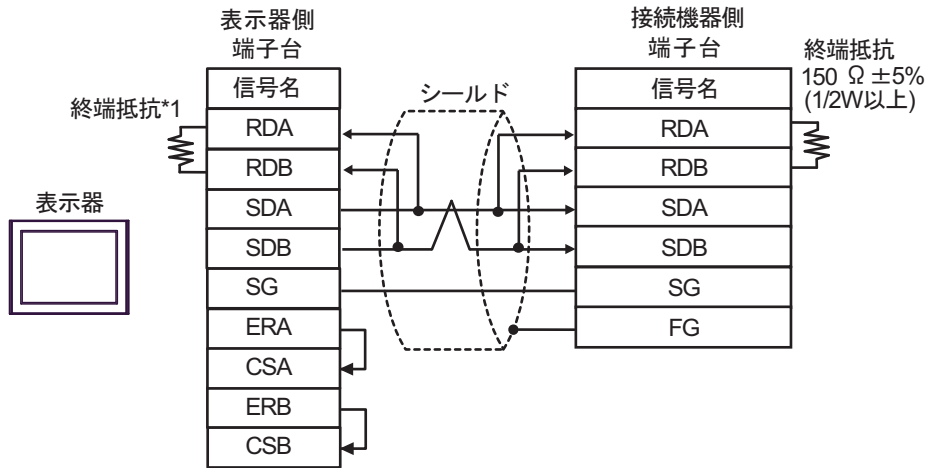 表示器側
端子台
接続機器側
端子台
終端抵抗
150 Ω ±5%
(1/2W以上)
終端抵抗*1
シールド
表示器
信号名
RDA
RDB
SDA
SDB
SG
ERA
CSA
ERB
CSB
信号名
RDA
RDB
SDA
SDB
SG
FG